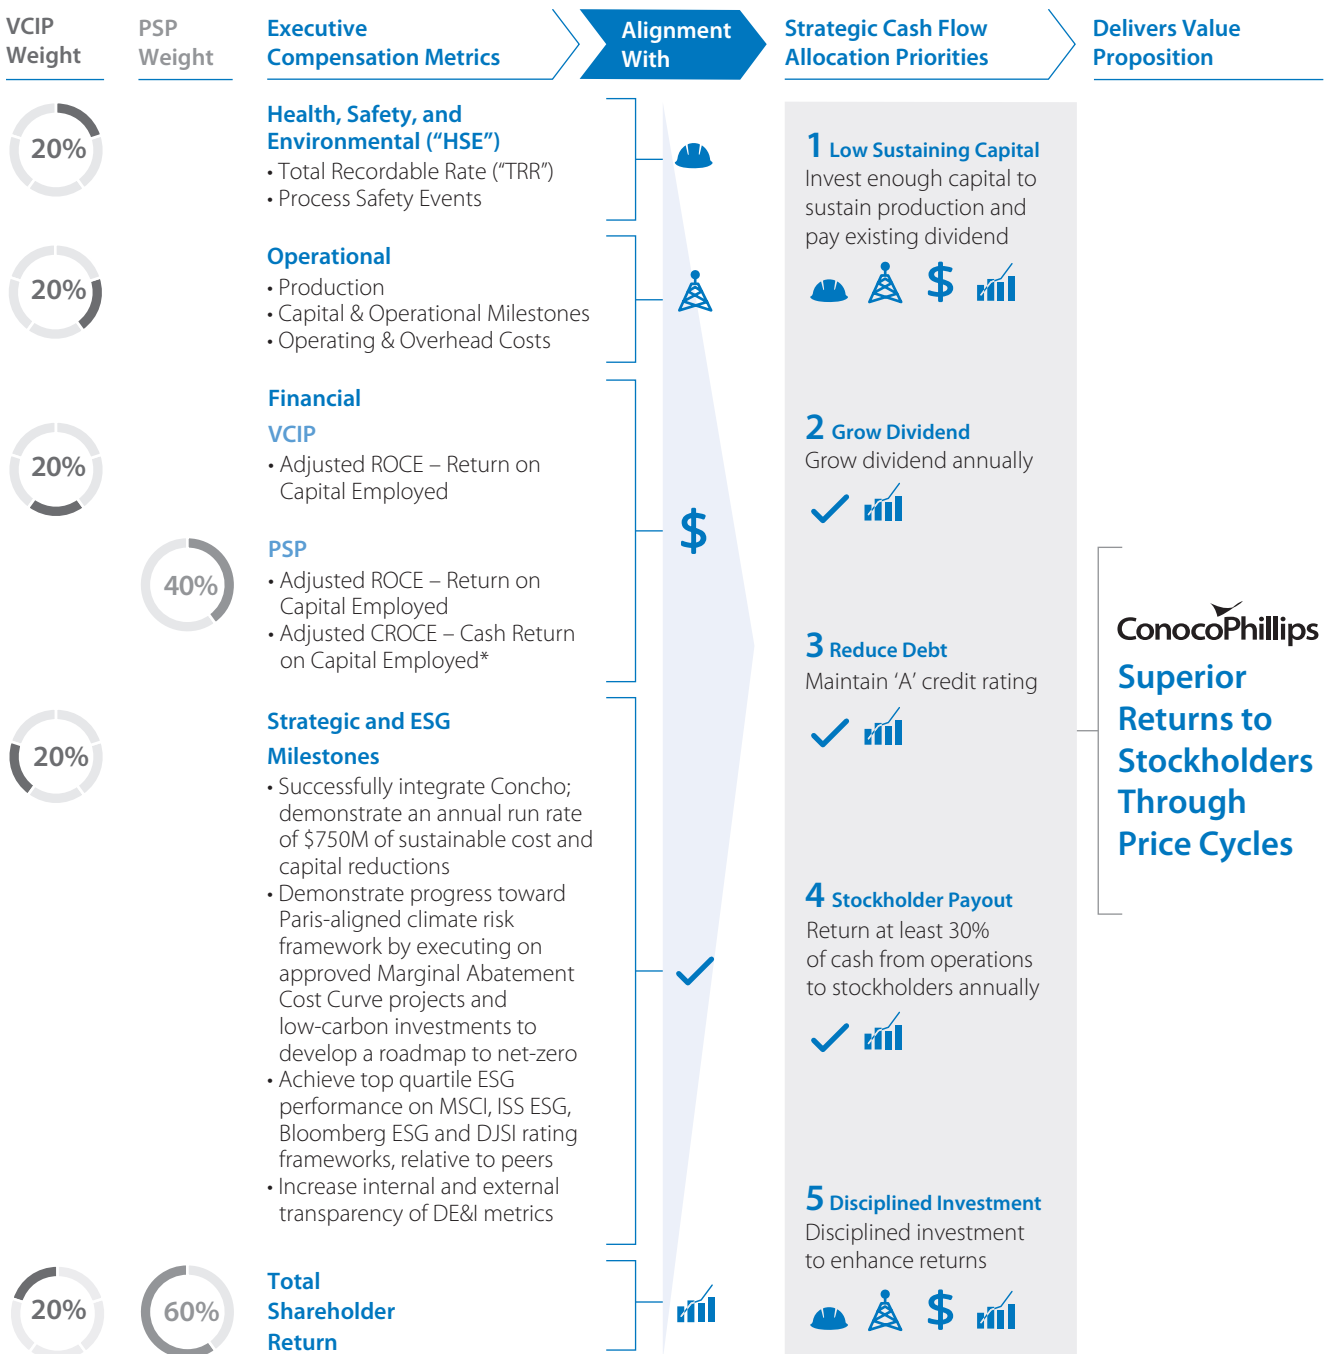 VCIP
Weight
PSP
Weight
Executive
Compensation Metrics
Alignment
With
Strategic Cash Flow
Allocation Priorities
Delivers Value
Proposition
20%
Health, Safety, and
Environmental (“HSE”)
• Total Recordable Rate (“TRR”)
• Process Safety Events
20%
Operational
• Production
• Capital & Operational Milestones
• Operating & Overhead Costs
20%
Financial
VCIP
• Adjusted ROCE – Return on
Capital Employed
40%
PSP
• Adjusted ROCE – Return on
Capital Employed
• Adjusted CROCE – Cash Return
on Capital Employed*
$
20%
Strategic and ESG
Milestones
• Successfully integrate Concho;
demonstrate an annual run rate
of $750M of sustainable cost and
capital reductions
• Demonstrate progress toward
Paris-aligned climate risk
framework by executing on
approved Marginal Abatement
Cost Curve projects and
low-carbon investments to
develop a roadmap to net-zero
• Achieve top quartile ESG
performance on MSCI, ISS ESG,
Bloomberg ESG and DJSI rating
frameworks, relative to peers
• Increase internal and external
transparency of DE&I metrics
20%
60%
Total
Shareholder
Return
1 Low Sustaining Capital
Invest enough capital to
sustain production and
pay existing dividend
$
2 Grow Dividend
Grow dividend annually
3 Reduce Debt
Maintain ‘A’ credit rating
4 Stockholder Payout
Return at least 30%
of cash from operations
to stockholders annually
5 Disciplined Investment
Disciplined investment
to enhance returns
$
ConocoPhillips
Superior
Returns to
Stockholders
Through
Price Cycles